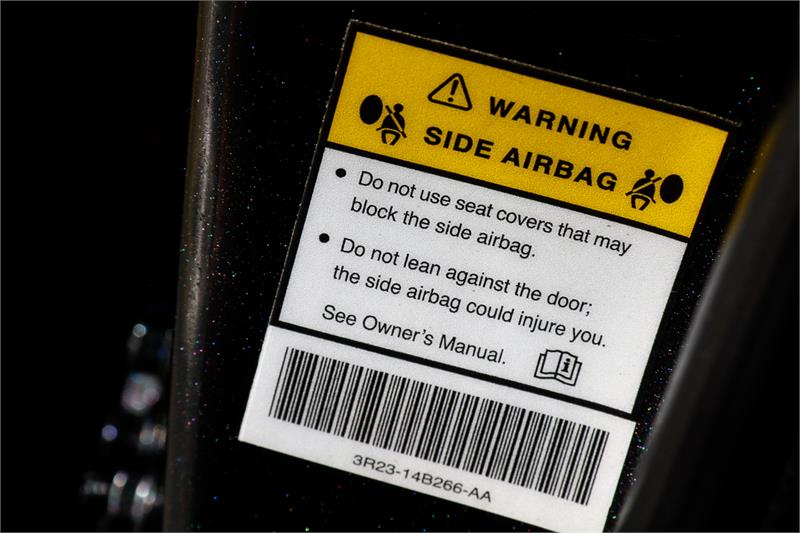 WARNING
SIDE AIRBAG
• Do not use seat covers that may
block the side airbag.
• Do not lean against the door;
the side airbag could injure you.
See Owner's Manual.
3R23-14B266-AA